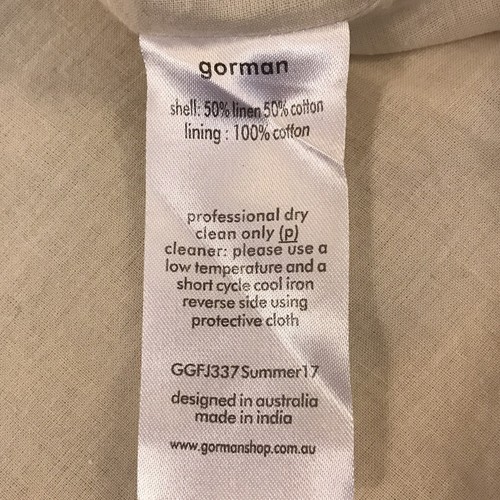 gorman
shell: 50% linen 50% cotton
lining : 100% cotton
professional dry
clean only (p)
cleaner: please use a
low temperature and a
short cycle cool iron
reverse side using
protective cloth
GGFJ337Summer17
designed in australia
made in india
www.gormanshop.com.au